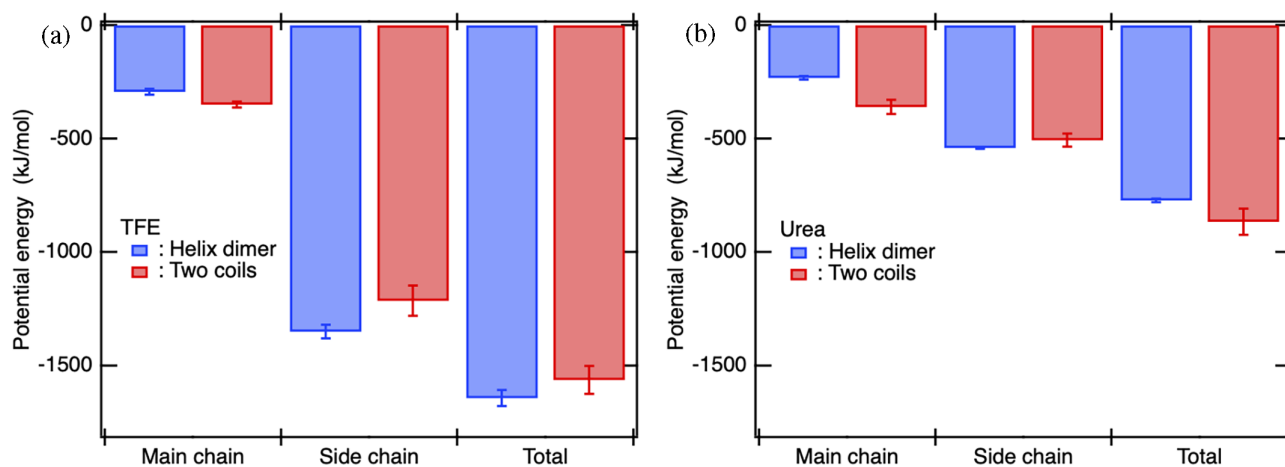 (a)
Potential energy (kJ/mol)
0
-500
-1000
-1500
TFE
: Helix dimer
: Two coils
Main chain
Side chain
Total
(b)
Potential energy (kJ/mol)
0
-500
-1000
-1500
Urea
: Helix dimer
: Two coils
Main chain
Side chain
Total